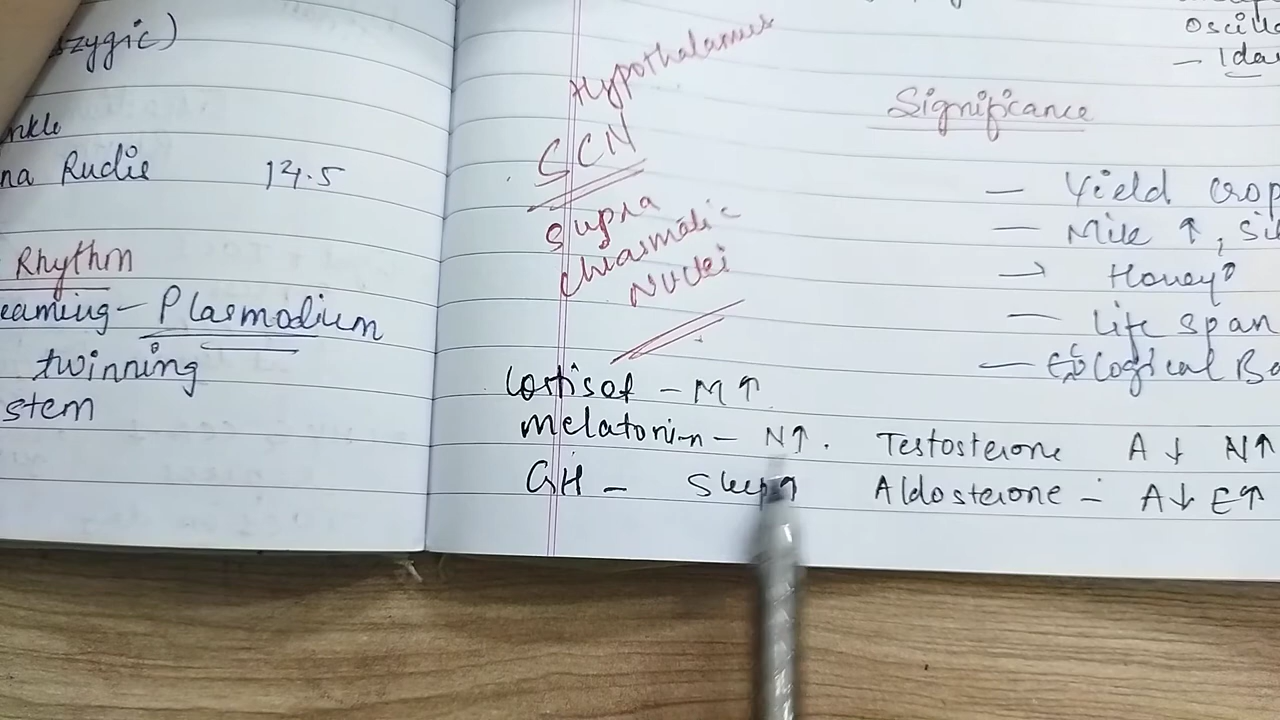 zygic)
nkle
na Rudie 14.5
Rhythm
eaming - Plasmodium
twinning
stem
Hypothalamus
SCN
Supra
chiasmatic
Nuclei
Cortisol - M↑
melatonin - N↑.
GH - Sleep↑
Oscill
- Ida
Significance
- Yield crop
- Milk ↑, Si
→ Honey
- Life span
- Ecological Ba
Testosterone A↓ N↑
Aldosterone - A↓ E↑